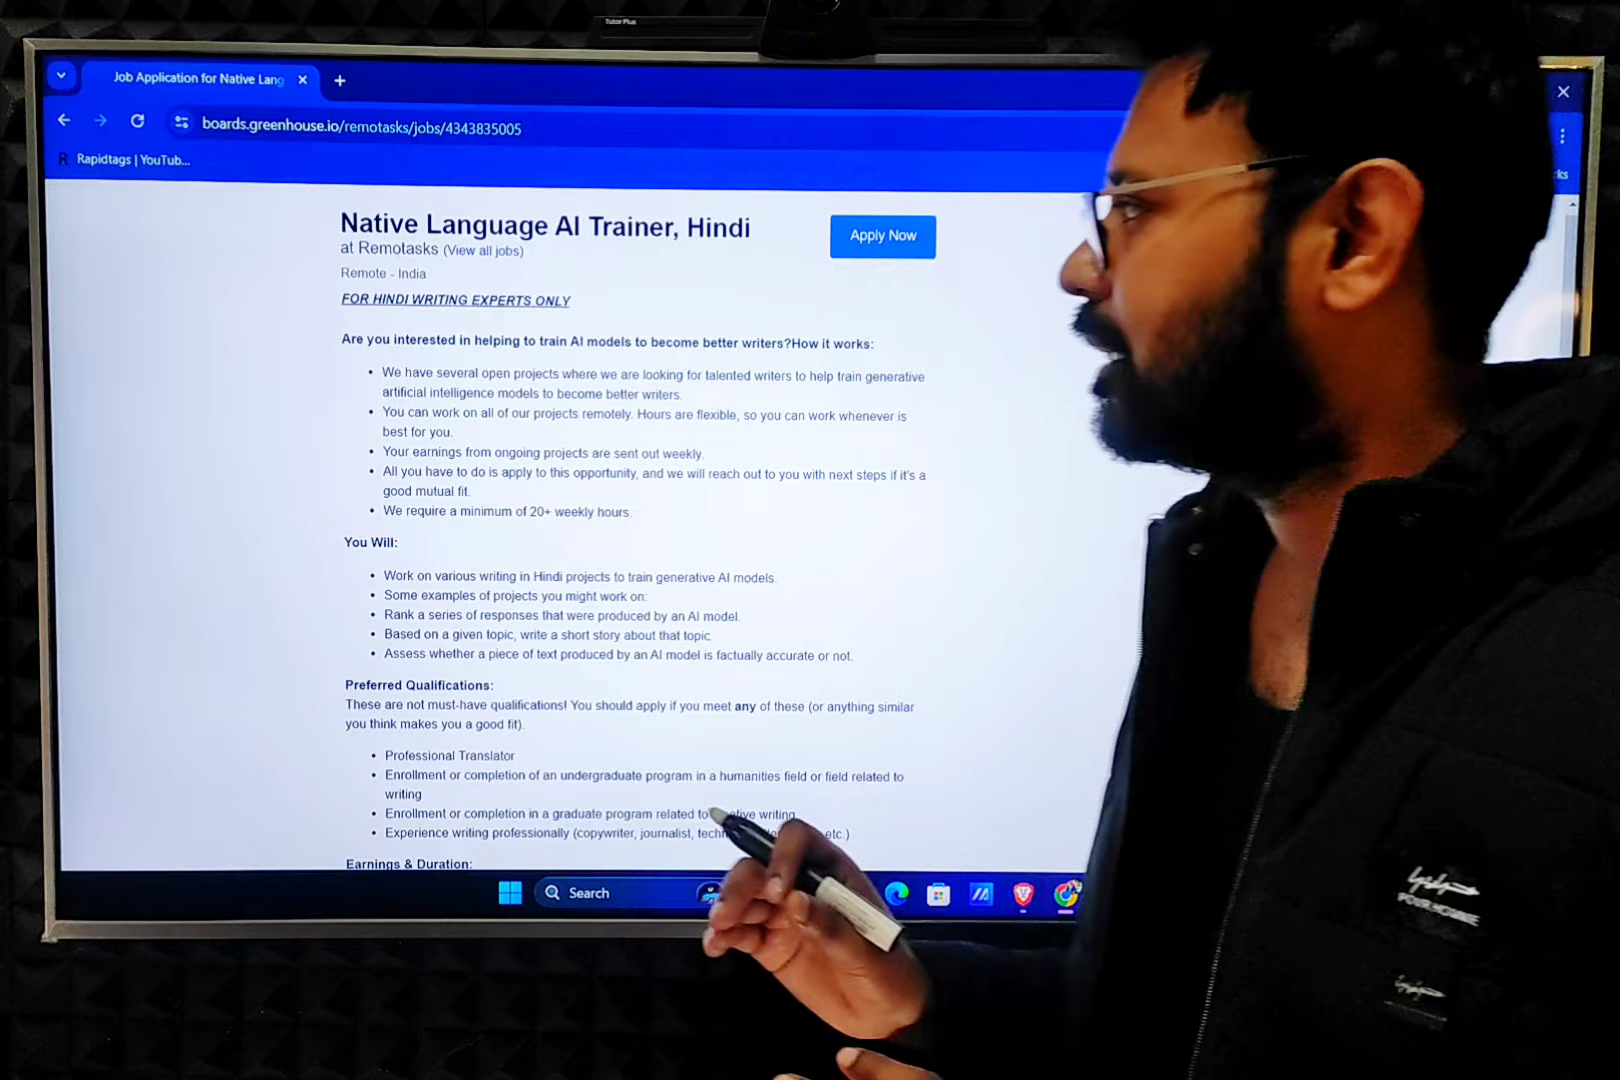 Tutor Plus
Job Application for Native Lang
boards.greenhouse.io/remotasks/jobs/4343835005
Rapidtags | YouTub...
ks
Native Language AI Trainer, Hindi
Apply Now
at Remotasks (View all jobs)
Remote - India
FOR HINDI WRITING EXPERTS ONLY
Are you interested in helping to train AI models to become better writers?How it works:
• We have several open projects where we are looking for talented writers to help train generative
artificial intelligence models to become better writers.
• You can work on all of our projects remotely. Hours are flexible, so you can work whenever is
best for you.
• Your earnings from ongoing projects are sent out weekly.
• All you have to do is apply to this opportunity, and we will reach out to you with next steps if it's a
good mutual fit.
• We require a minimum of 20+ weekly hours.
You Will:
• Work on various writing in Hindi projects to train generative AI models.
• Some examples of projects you might work on:
• Rank a series of responses that were produced by an AI model.
• Based on a given topic, write a short story about that topic.
• Assess whether a piece of text produced by an AI model is factually accurate or not.
Preferred Qualifications:
These are not must-have qualifications! You should apply if you meet any of these (or anything similar
you think makes you a good fit).
• Professional Translator
• Enrollment or completion of an undergraduate program in a humanities field or field related to
writing
• Enrollment or completion in a graduate program related to writing
• Experience writing professionally (copywriter, journalist, etc.)
Earnings & Duration:
Search